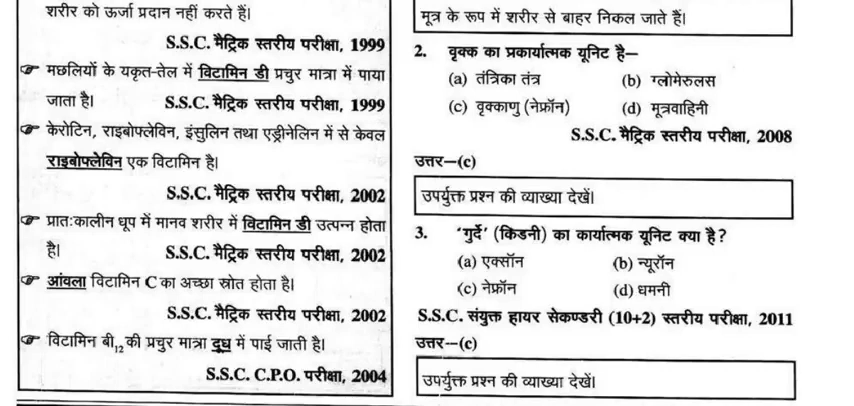 शरीर को ऊर्जा प्रदान नहीं करते हैं।
S.S.C. मैट्रिक स्तरीय परीक्षा, 1999
☞ मछलियों के यकृत-तेल में विटामिन डी प्रचुर मात्रा में पाया
जाता है। S.S.C. मैट्रिक स्तरीय परीक्षा, 1999
☞ केरोटिन, राइबोफ्लेविन, इंसुलिन तथा एड्रीनेलिन में से केवल
राइबोफ्लेविन एक विटामिन है।
S.S.C. मैट्रिक स्तरीय परीक्षा, 2002
☞ प्रातःकालीन धूप में मानव शरीर में विटामिन डी उत्पन्न होता
है। S.S.C. मैट्रिक स्तरीय परीक्षा, 2002
☞ आंवला विटामिन C का अच्छा स्रोत होता है।
S.S.C. मैट्रिक स्तरीय परीक्षा, 2002
☞ विटामिन बी₁₂ की प्रचुर मात्रा दूध में पाई जाती है।
S.S.C. C.P.O. परीक्षा, 2004
मूत्र के रूप में शरीर से बाहर निकल जाते हैं।
2. वृक्क का प्रकार्यात्मक यूनिट है—
(a) तंत्रिका तंत्र (b) ग्लोमेरुलस
(c) वृक्काणु (नेफ्रॉन) (d) मूत्रवाहिनी
S.S.C. मैट्रिक स्तरीय परीक्षा, 2008
उत्तर—(c)
उपर्युक्त प्रश्न की व्याख्या देखें।
3. ‘गुर्दे’ (किडनी) का कार्यात्मक यूनिट क्या है?
(a) एक्सॉन (b) न्यूरॉन
(c) नेफ्रॉन (d) धमनी
S.S.C. संयुक्त हायर सेकण्डरी (10+2) स्तरीय परीक्षा, 2011
उत्तर—(c)
उपर्युक्त प्रश्न की व्याख्या देखें।